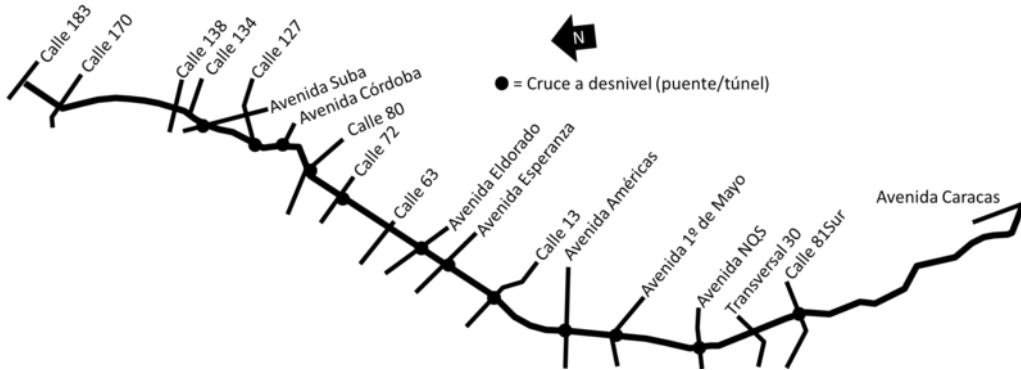 Calle 183
Calle 170
Calle 138
Calle 134
Calle 127
Avenida Suba
Avenida Córdoba
Calle 80
Calle 72
Calle 63
Avenida Eldorado
Avenida Esperanza
Calle 13
Avenida Américas
Avenida 1º de Mayo
Avenida NQS
Transversal 30
Calle 81Sur
Avenida Caracas
N
= Cruce a desnivel (puente/túnel)